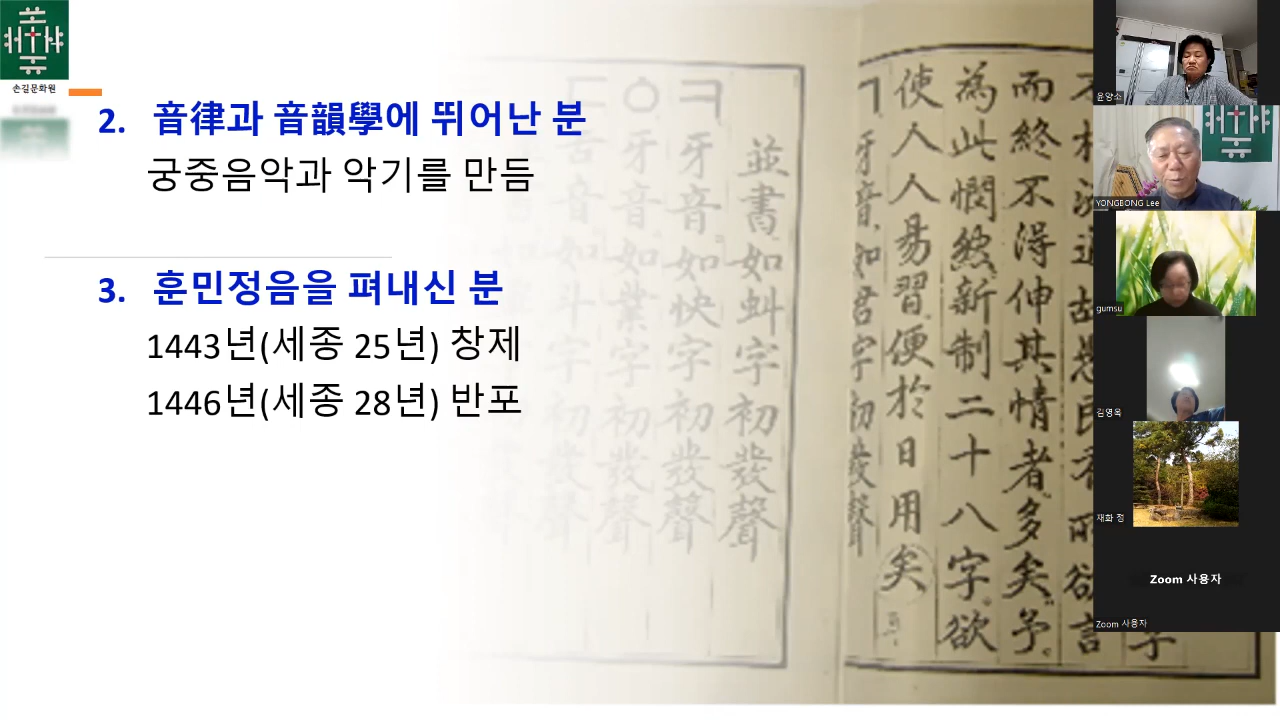 손길문화원
2. 音律과 音韻學에 뛰어난 분
궁중음악과 악기를 만듬
3. 훈민정음을 펴내신 분
1443년(세종 25년) 창제
1446년(세종 28년) 반포
而終不得伸其情者多矣予
為此憫然新制二十八字欲
使人人易習便於日用矣
ㄱ牙音如君字初發聲
並書如虯字初發聲
ㅋ牙音如快字初發聲
ㆁ牙音如業字初發聲
ㄷ舌音如斗字初發聲
윤양소
YONGBONG Lee
gumsu
김영옥
재화 정
Zoom 사용자
Zoom 사용자